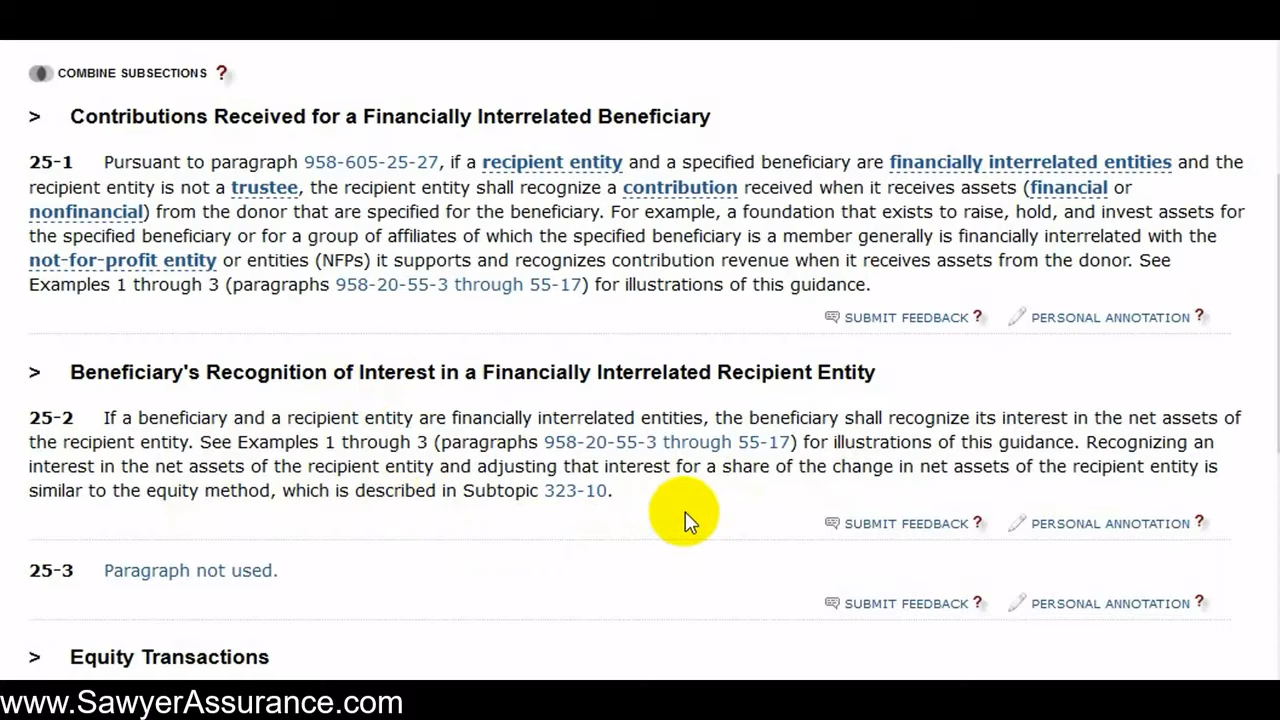 COMBINE SUBSECTIONS ?
> Contributions Received for a Financially Interrelated Beneficiary
25-1 Pursuant to paragraph 958-605-25-27, if a recipient entity and a specified beneficiary are financially interrelated entities and the
recipient entity is not a trustee, the recipient entity shall recognize a contribution received when it receives assets (financial or
nonfinancial) from the donor that are specified for the beneficiary. For example, a foundation that exists to raise, hold, and invest assets for
the specified beneficiary or for a group of affiliates of which the specified beneficiary is a member generally is financially interrelated with the
not-for-profit entity or entities (NFPs) it supports and recognizes contribution revenue when it receives assets from the donor. See
Examples 1 through 3 (paragraphs 958-20-55-3 through 55-17) for illustrations of this guidance.
SUBMIT FEEDBACK ? PERSONAL ANNOTATION ?
> Beneficiary's Recognition of Interest in a Financially Interrelated Recipient Entity
25-2 If a beneficiary and a recipient entity are financially interrelated entities, the beneficiary shall recognize its interest in the net assets of
the recipient entity. See Examples 1 through 3 (paragraphs 958-20-55-3 through 55-17) for illustrations of this guidance. Recognizing an
interest in the net assets of the recipient entity and adjusting that interest for a share of the change in net assets of the recipient entity is
similar to the equity method, which is described in Subtopic 323-10.
SUBMIT FEEDBACK ? PERSONAL ANNOTATION ?
25-3 Paragraph not used.
SUBMIT FEEDBACK ? PERSONAL ANNOTATION ?
> Equity Transactions
www.SawyerAssurance.com